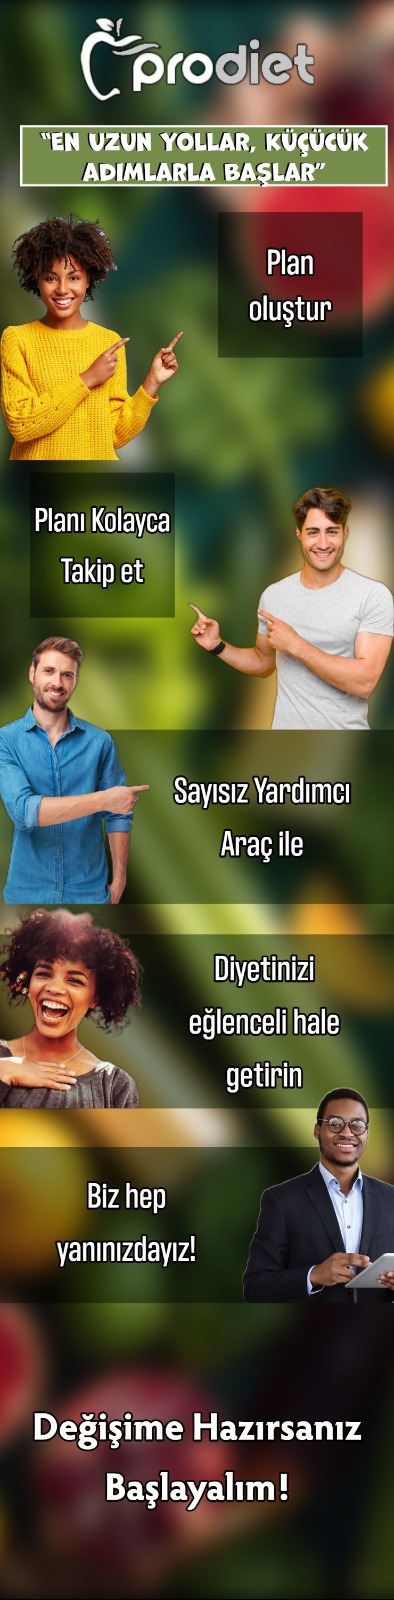 prodiet
“EN UZUN YOLLAR, KÜÇÜCÜK
ADIMLARLA BAŞLAR”
Plan
oluştur
Planı Kolayca
Takip et
Sayısız Yardımcı
Araç ile
Diyetinizi
eğlenceli hale
getirin
Biz hep
yanınızdayız!
Değişime Hazırsanız
Başlayalım!